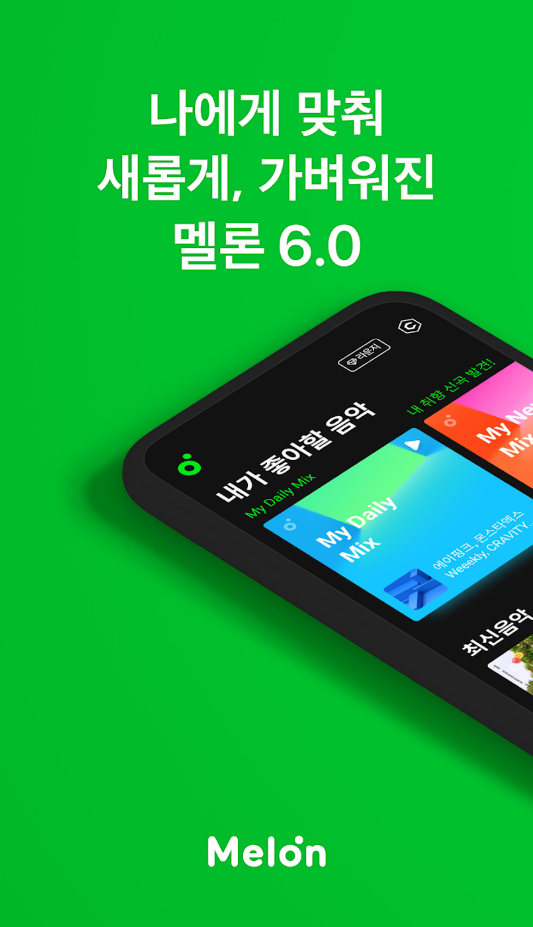 나에게 맞춰
새롭게, 가벼워진
멜론 6.0
라운지
내가 좋아할 음악
My Daily Mix
내 취향 신곡 발견!
My Daily
Mix
My New
Mix
에이핑크, 몬스타엑스
Weeekly, CRAVITY
최신음악
Melon